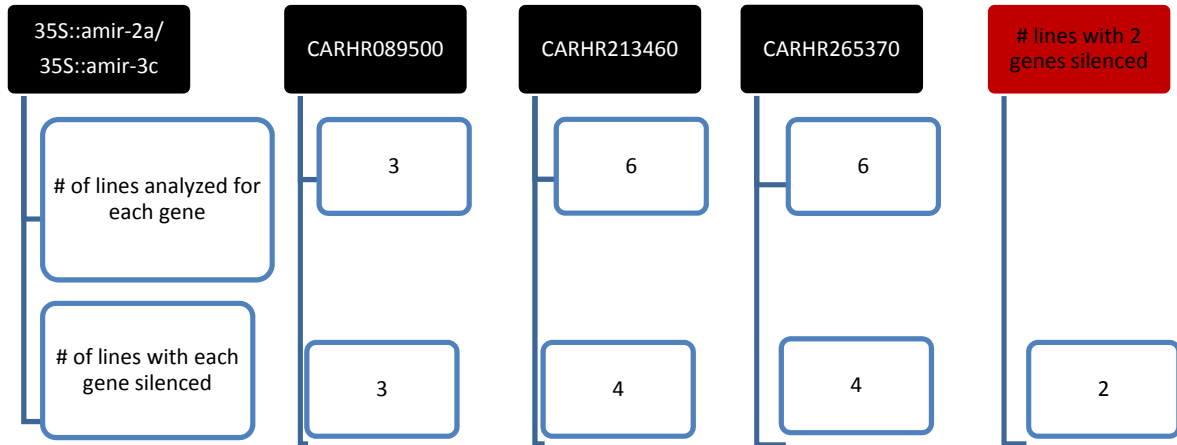 35S::amir-2a/
35S::amir-3c
CARHR089500
CARHR213460
CARHR265370
# lines with 2
genes silenced
# of lines analyzed for
each gene
3
6
6
# of lines with each
gene silenced
3
4
4
2